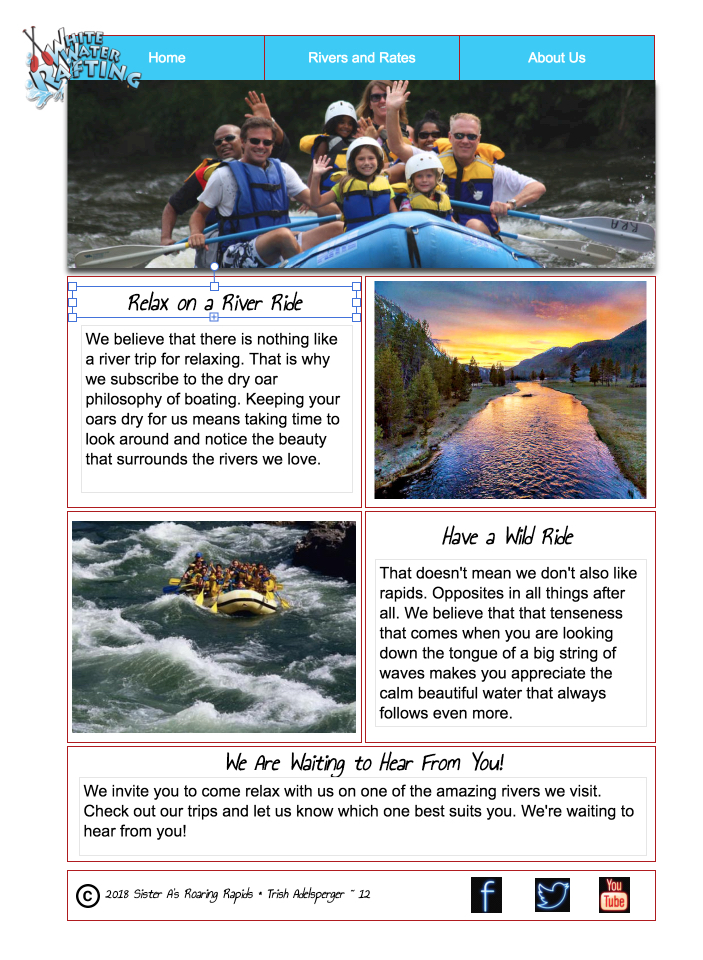 WHITE
WATER
RAFTING
Home
Rivers and Rates
About Us
Relax on a River Ride
We believe that there is nothing like
a river trip for relaxing. That is why
we subscribe to the dry oar
philosophy of boating. Keeping your
oars dry for us means taking time to
look around and notice the beauty
that surrounds the rivers we love.
Have a Wild Ride
That doesn't mean we don't also like
rapids. Opposites in all things after
all. We believe that that tenseness
that comes when you are looking
down the tongue of a big string of
waves makes you appreciate the
calm beautiful water that always
follows even more.
We Are Waiting to Hear From You!
We invite you to come relax with us on one of the amazing rivers we visit.
Check out our trips and let us know which one best suits you. We're waiting to
hear from you!
© 2018 Sister A's Roaring Rapids * Trish Adelsperger ~ 12
f
You
Tube